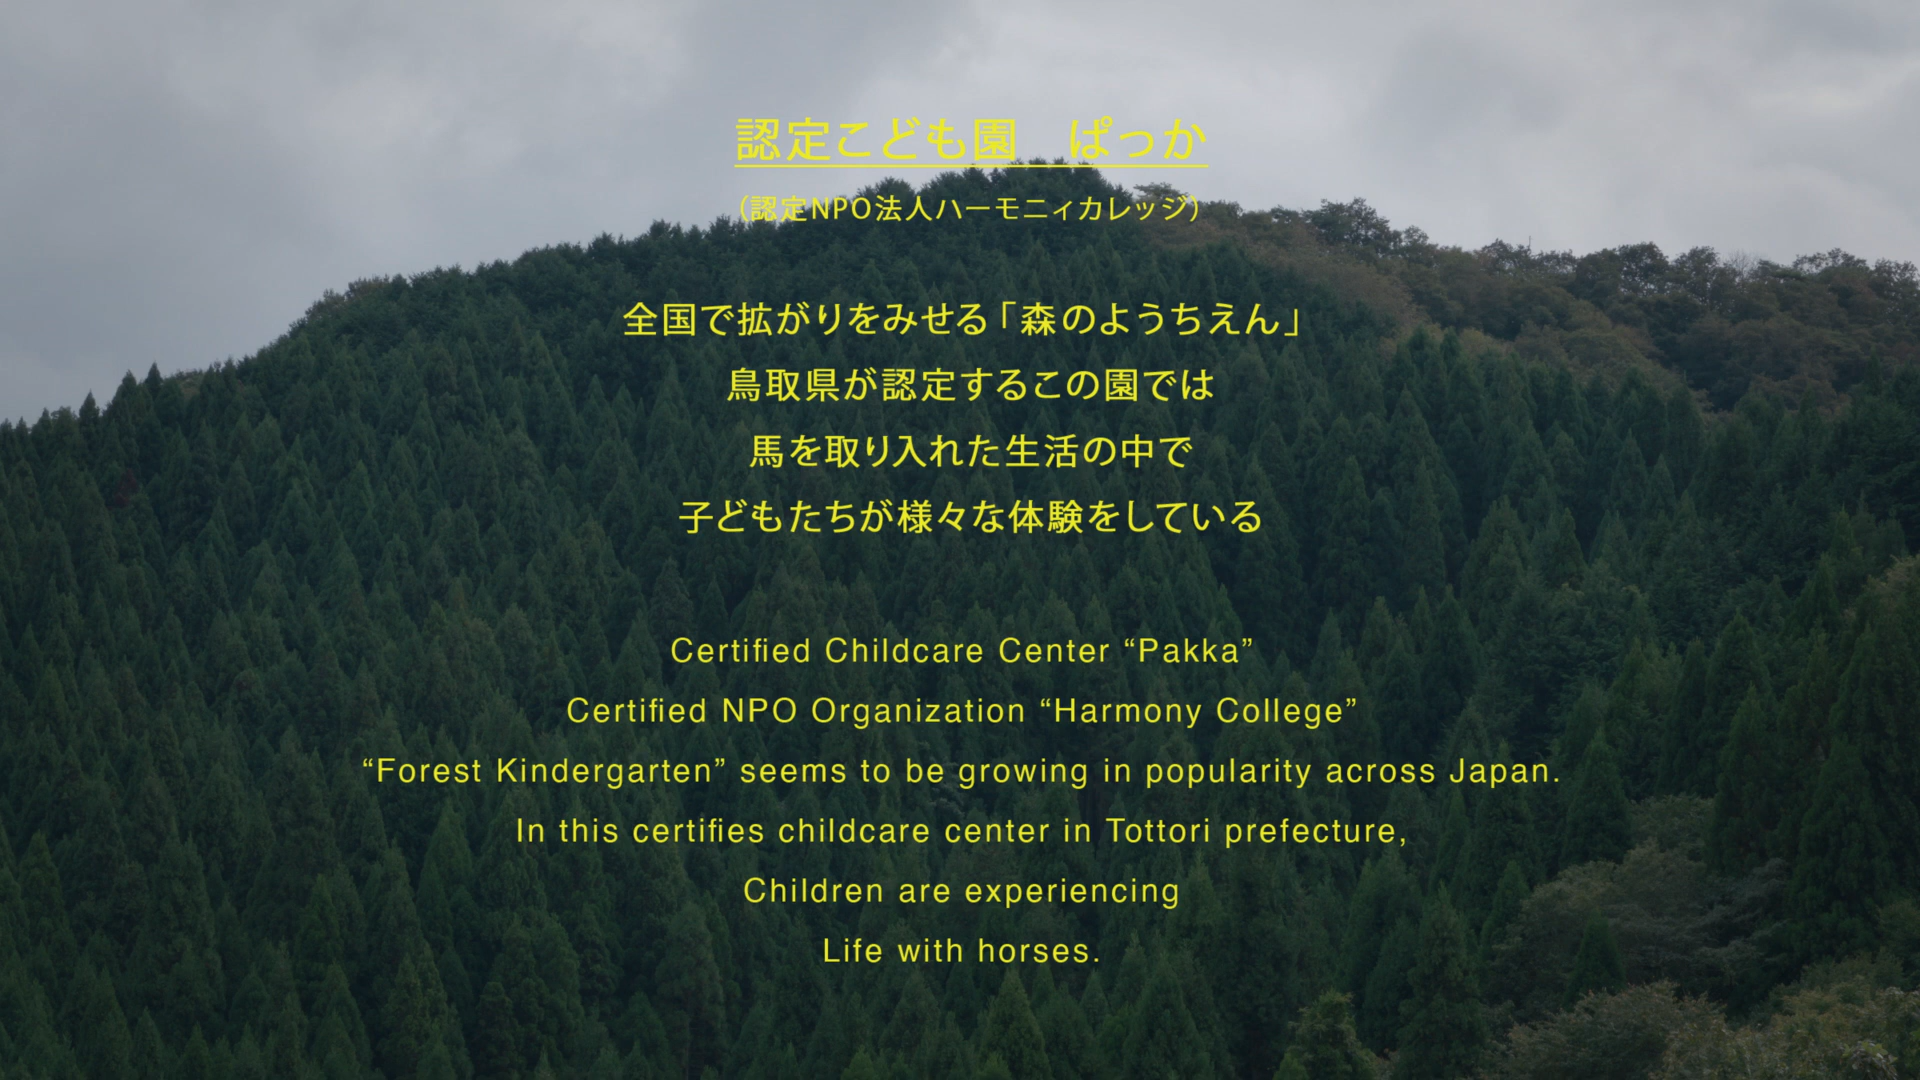 認定こども園　ぱっか
（認定NPO法人ハーモニィカレッジ）
全国で拡がりをみせる「森のようちえん」
鳥取県が認定するこの園では
馬を取り入れた生活の中で
子どもたちが様々な体験をしている
Certified Childcare Center “Pakka”
Certified NPO Organization “Harmony College”
“Forest Kindergarten” seems to be growing in popularity across Japan.
In this certifies childcare center in Tottori prefecture,
Children are experiencing
Life with horses.